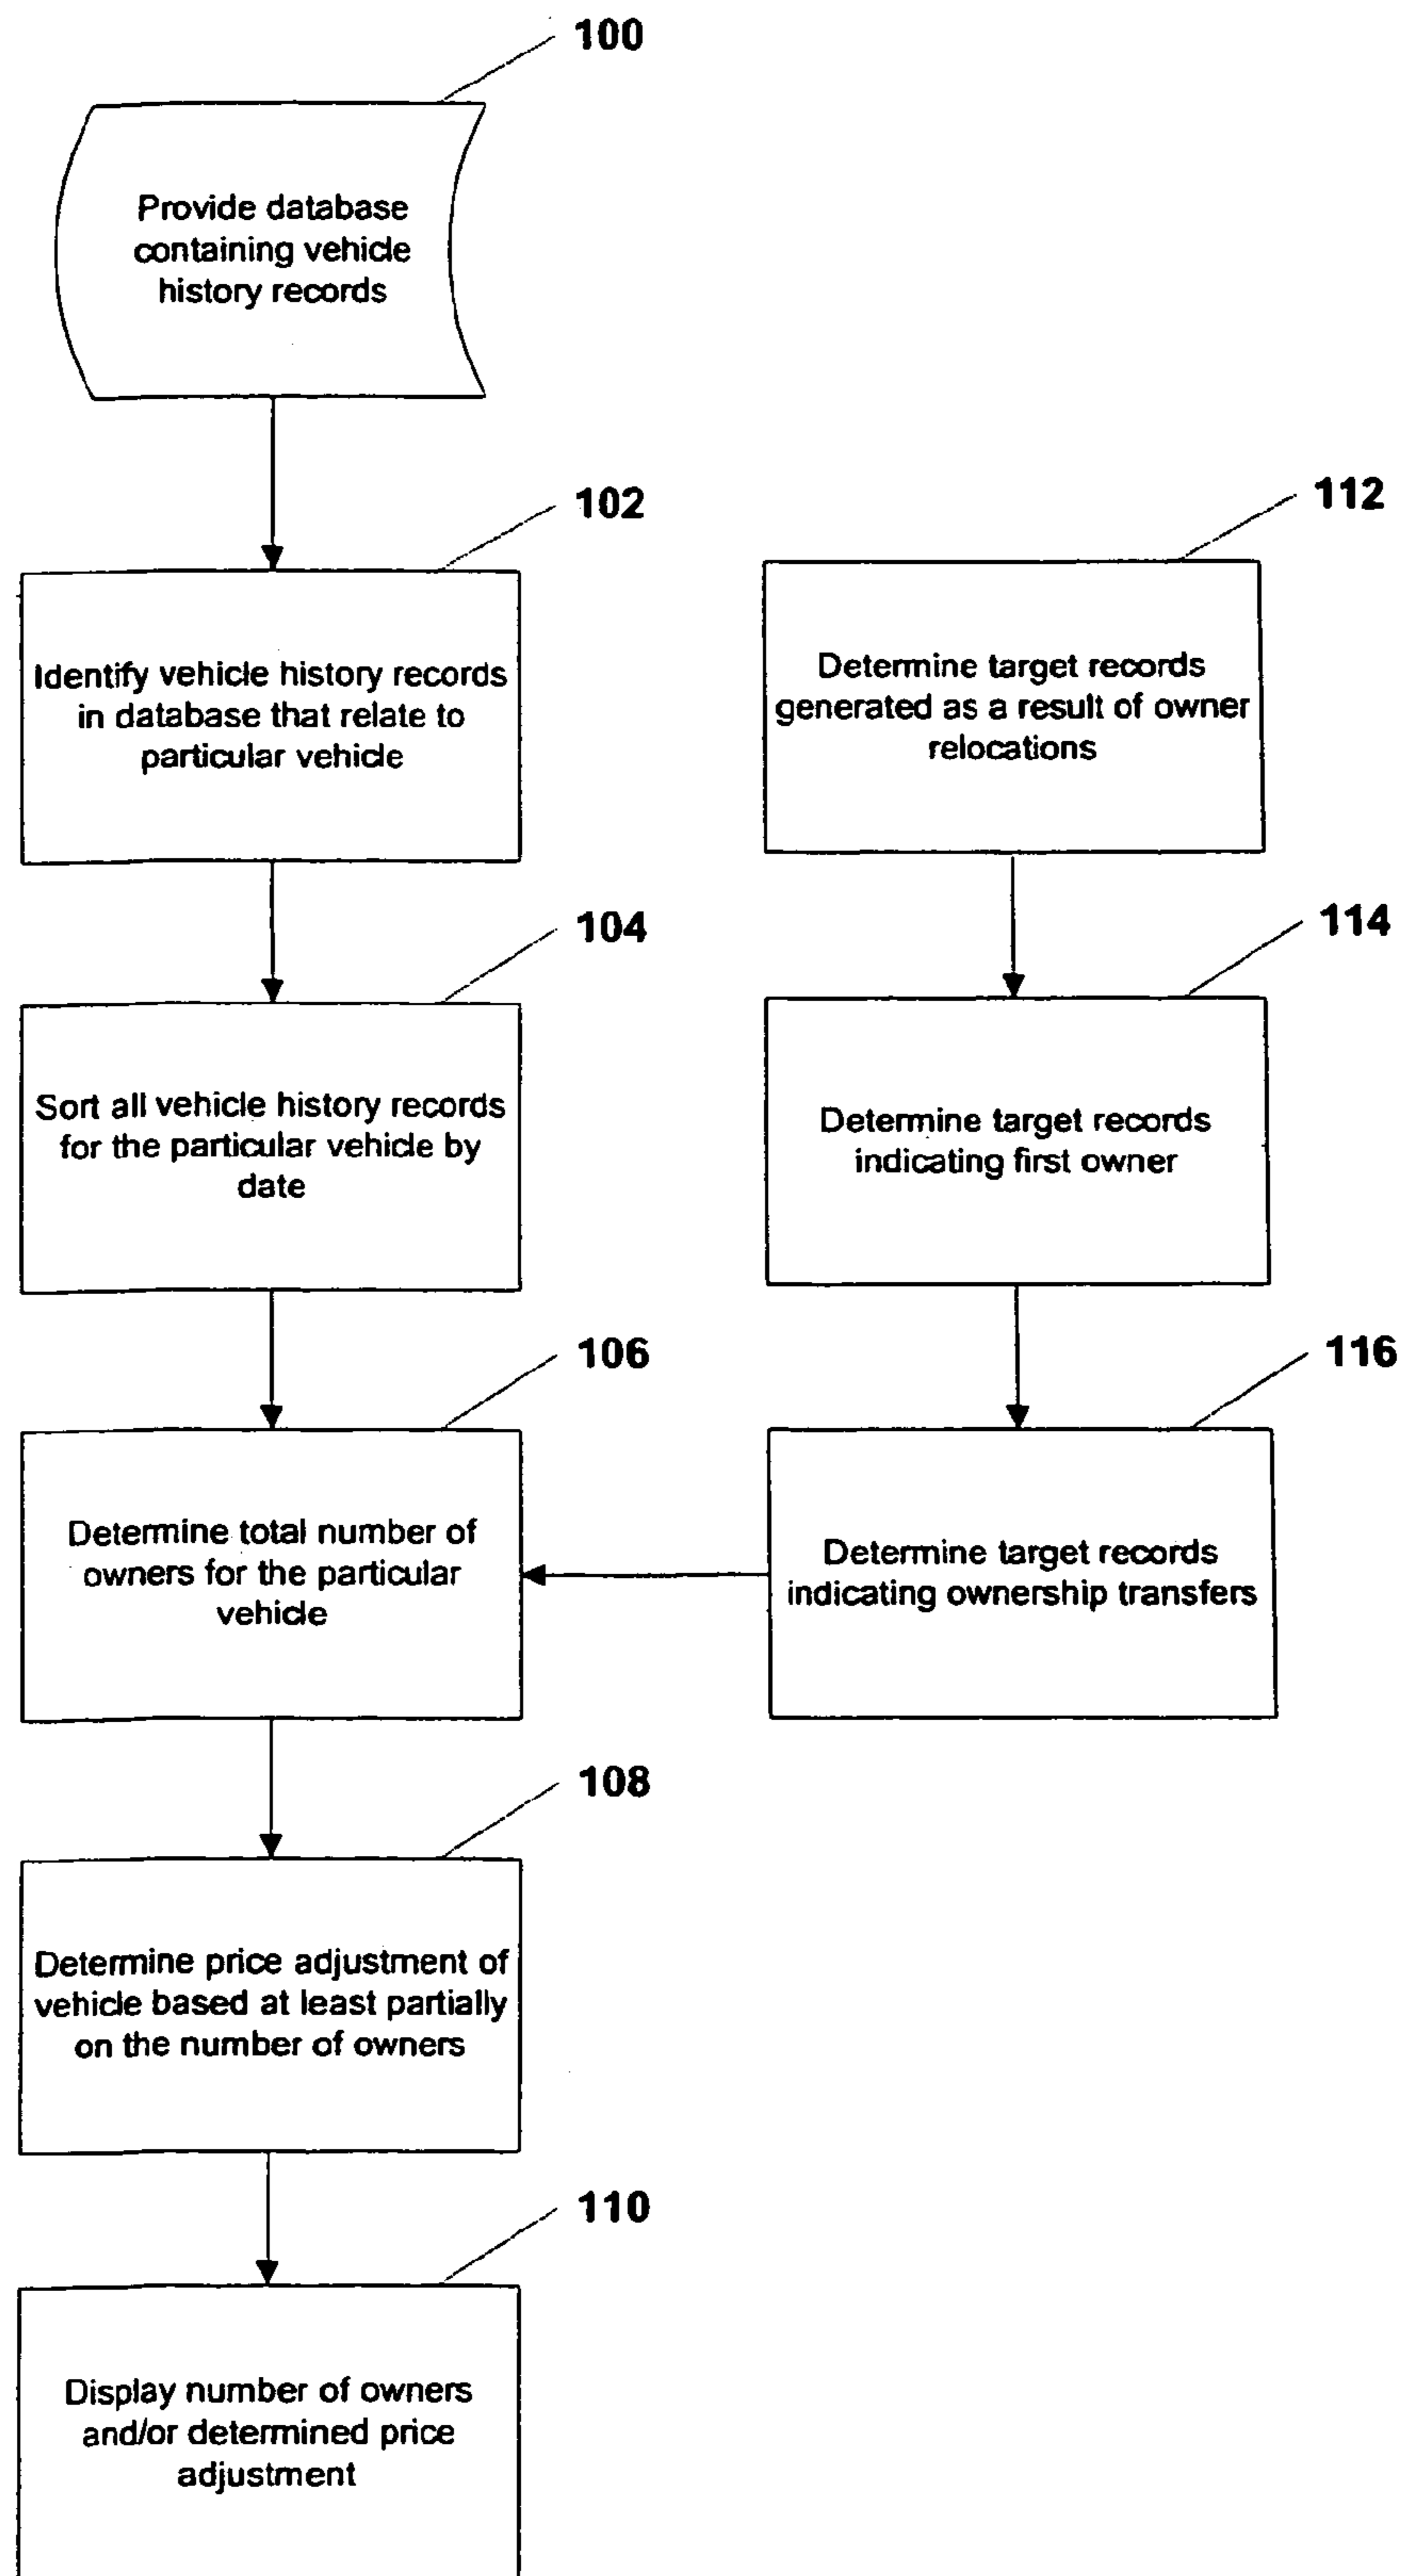 100
Provide database
containing vehicle
history records
102
Identify vehicle history records
in database that relate to
particular vehicle
112
Determine target records
generated as a result of owner
relocations
104
Sort all vehicle history records
for the particular vehicle by
date
114
Determine target records
indicating first owner
106
Determine total number of
owners for the particular
vehicle
116
Determine target records
indicating ownership transfers
108
Determine price adjustment of
vehicle based at least partially
on the number of owners
110
Display number of owners
and/or determined price
adjustment